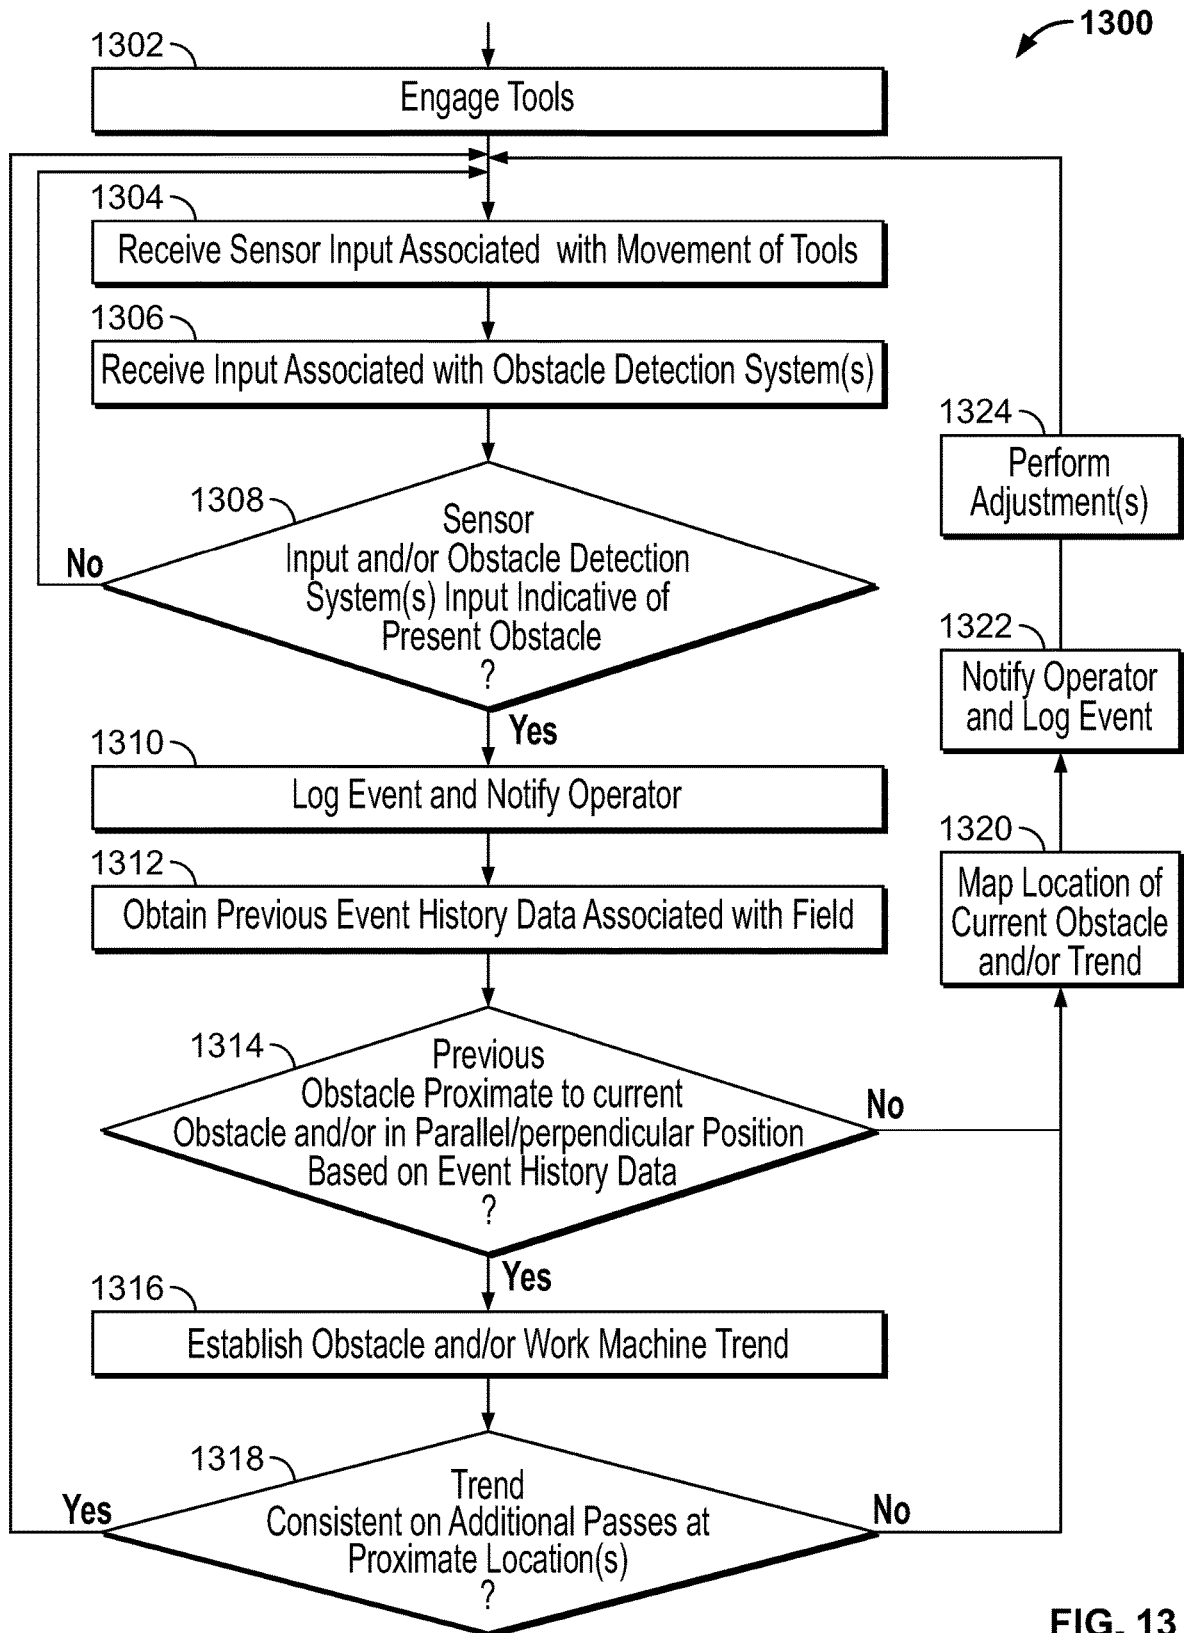 1300
1302
Engage Tools
1304
Receive Sensor Input Associated with Movement of Tools
1306
Receive Input Associated with Obstacle Detection System(s)
1308
Sensor
Input and/or Obstacle Detection
System(s) Input Indicative of
Present Obstacle
?
No
Yes
1310
Log Event and Notify Operator
1312
Obtain Previous Event History Data Associated with Field
1314
Previous
Obstacle Proximate to current
Obstacle and/or in Parallel/perpendicular Position
Based on Event History Data
?
No
Yes
1316
Establish Obstacle and/or Work Machine Trend
1318
Trend
Consistent on Additional Passes at
Proximate Location(s)
?
Yes
No
1320
Map Location of
Current Obstacle
and/or Trend
1322
Notify Operator
and Log Event
1324
Perform
Adjustment(s)
FIG. 13